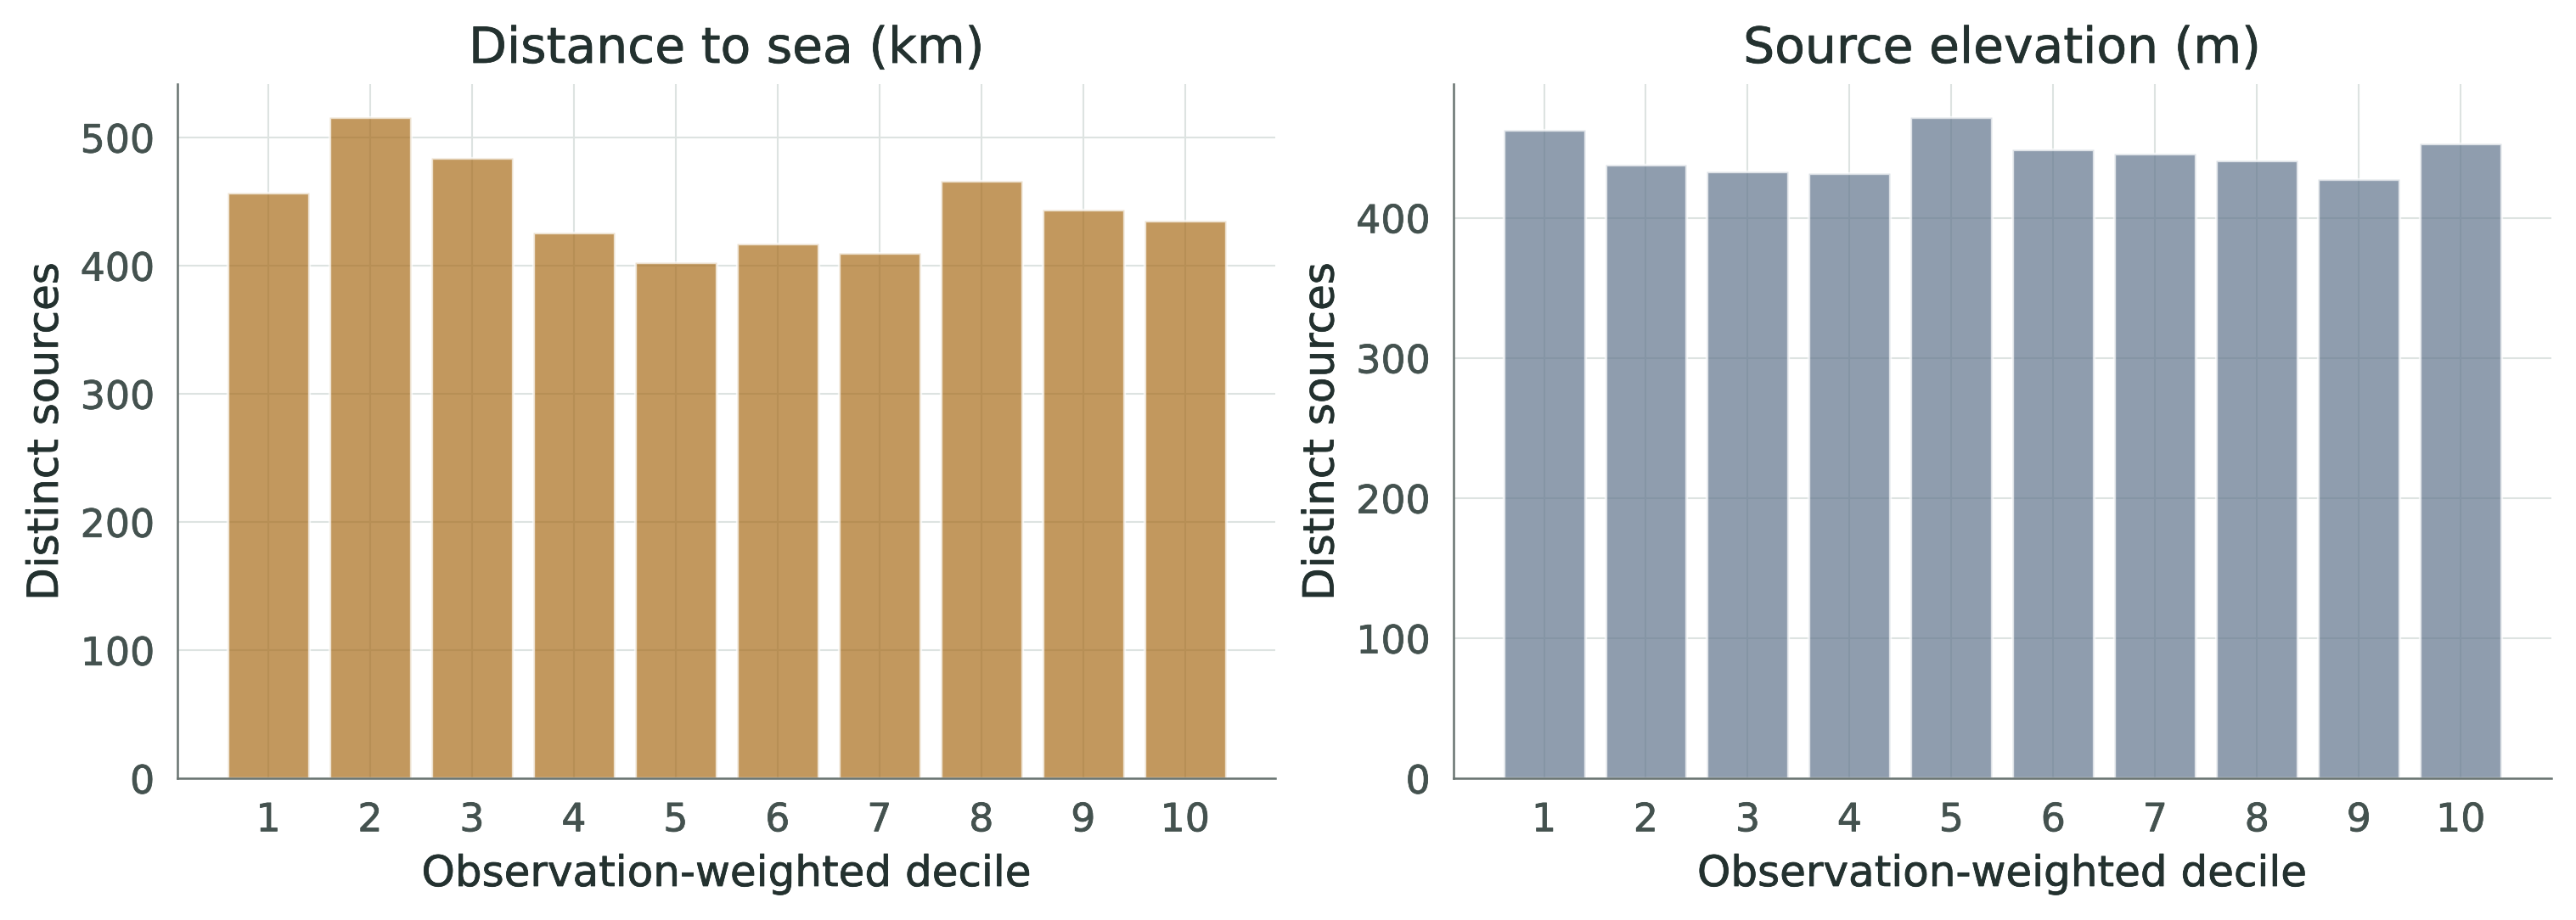 Distance to sea (km)
Distinct sources
500
400
300
200
100
0
1 2 3 4 5 6 7 8 9 10
Observation-weighted decile
Source elevation (m)
Distinct sources
400
300
200
100
0
1 2 3 4 5 6 7 8 9 10
Observation-weighted decile